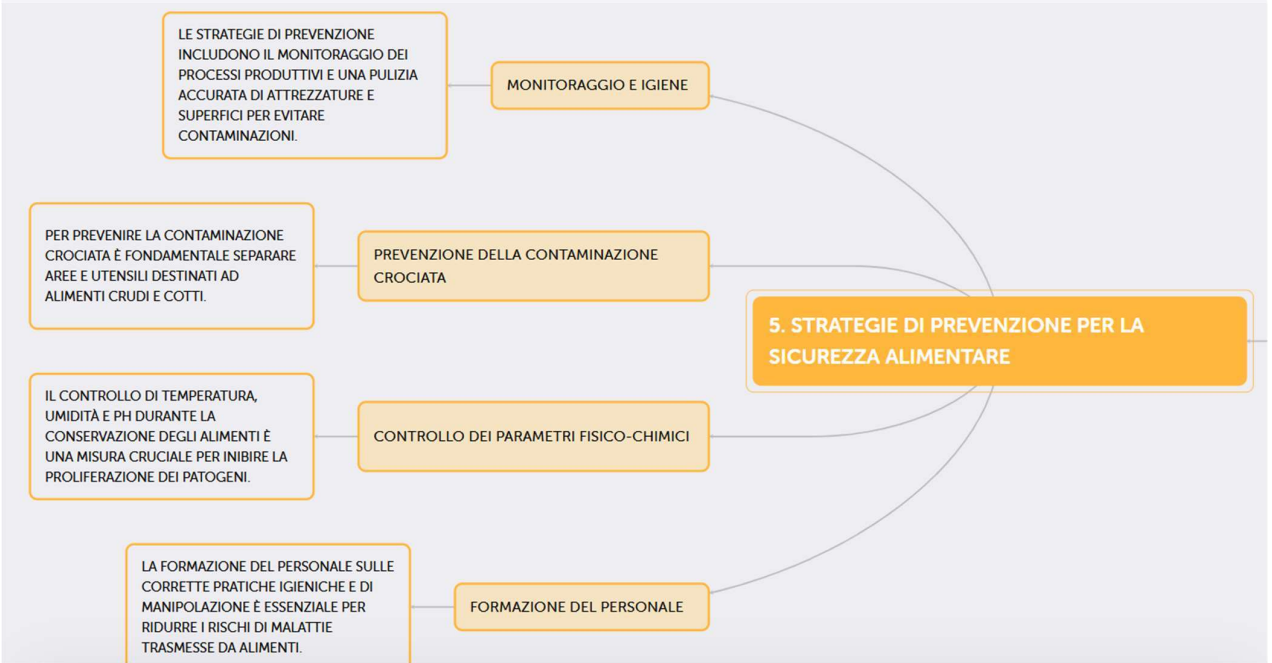 LE STRATEGIE DI PREVENZIONE
INCLUDONO IL MONITORAGGIO DEI
PROCESSI PRODUTTIVI E UNA PULIZIA
ACCURATA DI ATTREZZATURE E
SUPERFICI PER EVITARE
CONTAMINAZIONI.
MONITORAGGIO E IGIENE
PER PREVENIRE LA CONTAMINAZIONE
CROCIATA È FONDAMENTALE SEPARARE
AREE E UTENSILI DESTINATI AD
ALIMENTI CRUDI E COTTI.
PREVENZIONE DELLA CONTAMINAZIONE
CROCIATA
5. STRATEGIE DI PREVENZIONE PER LA
SICUREZZA ALIMENTARE
IL CONTROLLO DI TEMPERATURA,
UMIDITÀ E PH DURANTE LA
CONSERVAZIONE DEGLI ALIMENTI È
UNA MISURA CRUCIALE PER INIBIRE LA
PROLIFERAZIONE DEI PATOGENI.
CONTROLLO DEI PARAMETRI FISICO-CHIMICI
LA FORMAZIONE DEL PERSONALE SULLE
CORRETTE PRATICHE IGIENICHE E DI
MANIPOLAZIONE È ESSENZIALE PER
RIDURRE I RISCHI DI MALATTIE
TRASMESSE DA ALIMENTI.
FORMAZIONE DEL PERSONALE